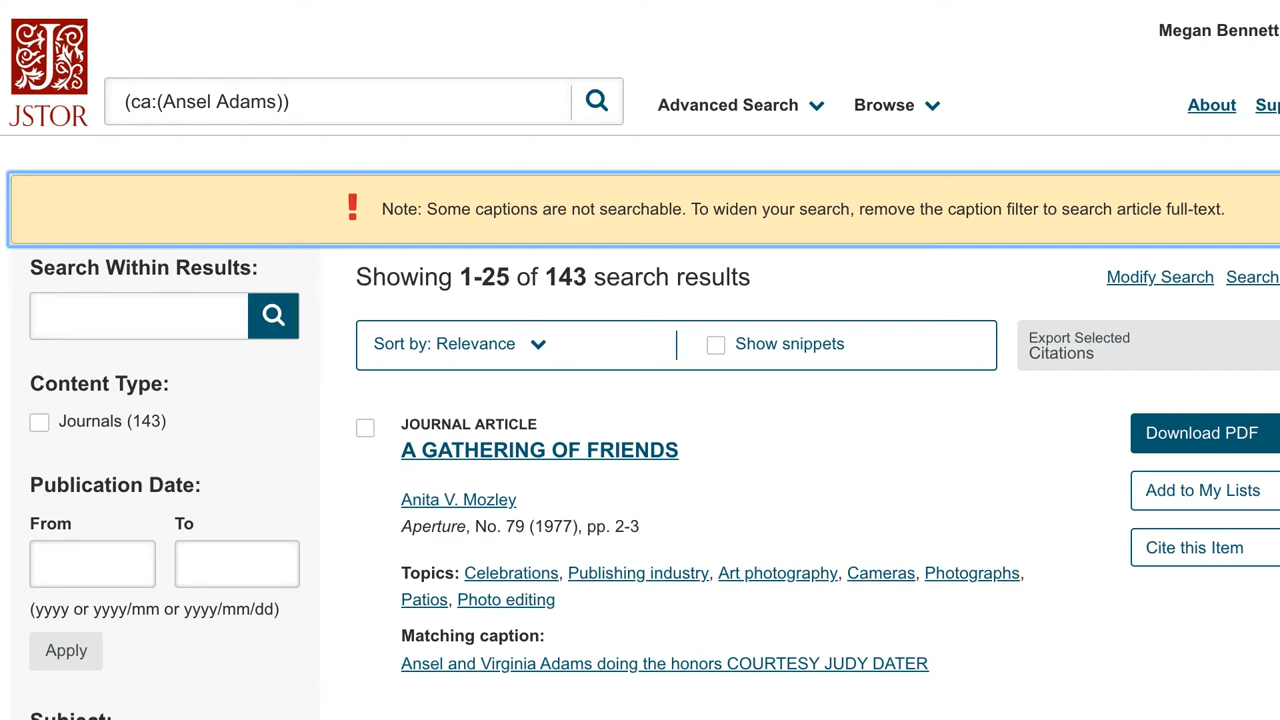 Megan Bennett
JSTOR
(ca:(Ansel Adams))
Advanced Search
Browse
About
Sup
Note: Some captions are not searchable. To widen your search, remove the caption filter to search article full-text.
Search Within Results:
Showing 1-25 of 143 search results
Modify Search
Search
Sort by: Relevance
Show snippets
Export Selected
Citations
Content Type:
Journals (143)
JOURNAL ARTICLE
A GATHERING OF FRIENDS
Download PDF
Publication Date:
Anita V. Mozley
Add to My Lists
From
To
Aperture, No. 79 (1977), pp. 2-3
Cite this Item
Topics: Celebrations, Publishing industry, Art photography, Cameras, Photographs,
Patios, Photo editing
(yyyy or yyyy/mm or yyyy/mm/dd)
Apply
Matching caption:
Ansel and Virginia Adams doing the honors COURTESY JUDY DATER
Subject: